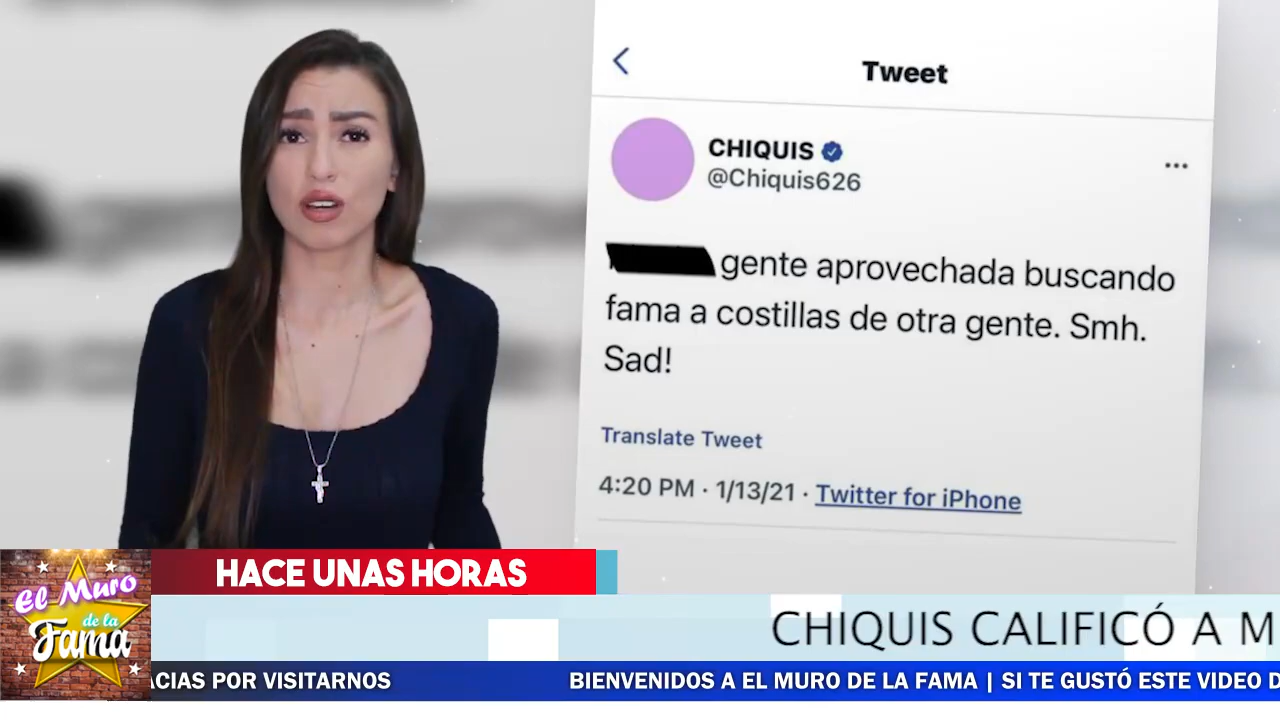 Tweet
CHIQUIS
@Chiquis626
gente aprovechada buscando
fama a costillas de otra gente. Smh.
Sad!
Translate Tweet
4:20 PM · 1/13/21 · Twitter for iPhone
HACE UNAS HORAS
El Muro
de la
Fama
CHIQUIS CALIFICÓ A M
ACIAS POR VISITARNOS
BIENVENIDOS A EL MURO DE LA FAMA | SI TE GUSTÓ ESTE VIDEO D